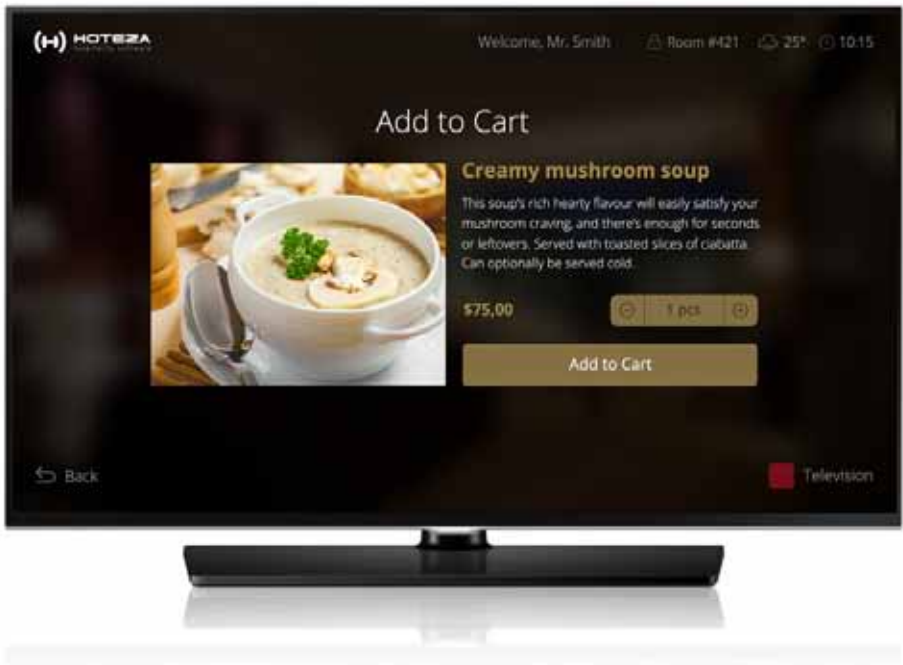 (H) HOTEZA
Welcome, Mr. Smith Room #421 25° 10:15
Add to Cart
Creamy mushroom soup
This soup's rich hearty flavour will easily satisfy your
mushroom craving, and there's enough for seconds
or leftovers. Served with toasted slices of ciabatta.
Can optionally be served cold.
$75,00 1 pcs
Add to Cart
Back Television